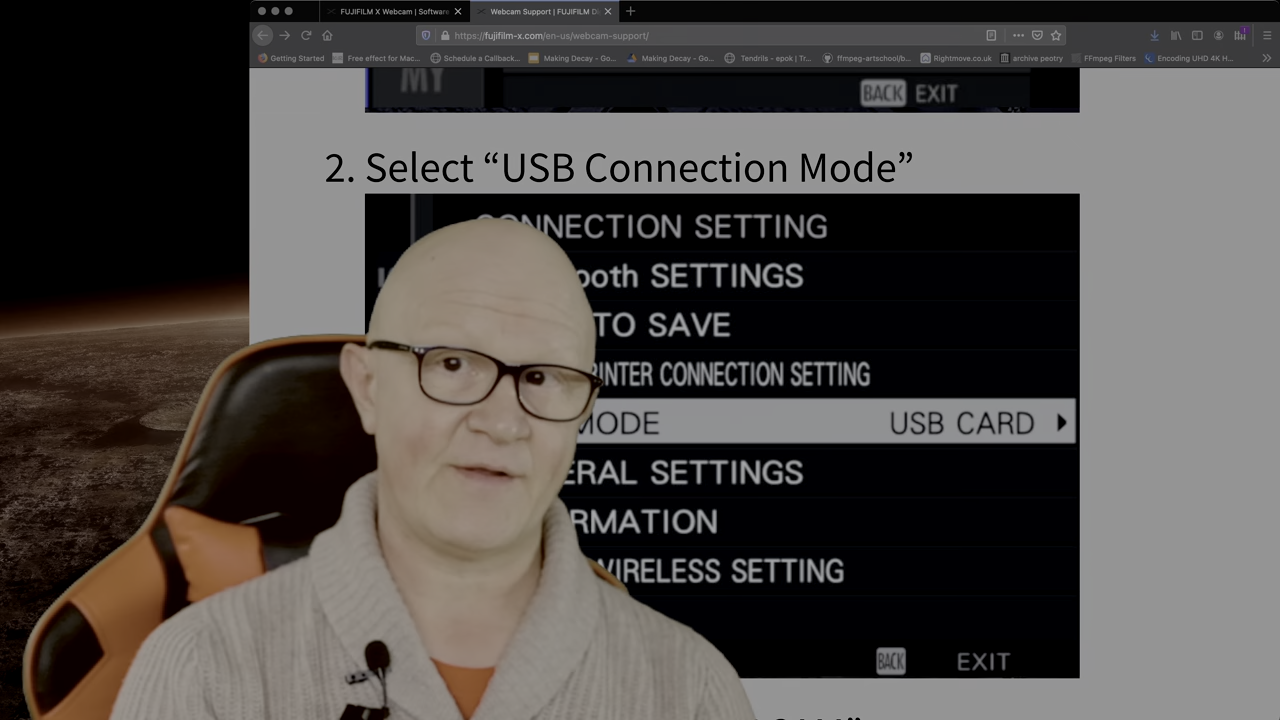 FUJIFILM X Webcam | Software
Webcam Support | FUJIFILM Di
https://fujifilm-x.com/en-us/webcam-support/
Getting Started
Free effect for Mac...
Schedule a Callback...
Making Decay - Go...
Making Decay - Go...
Tendrils - epok | Tr...
ffmpeg-artschool/b...
Rightmove.co.uk
archive peotry
FFmpeg Filters
Encoding UHD 4K H...
MY
BACK EXIT
2. Select “USB Connection Mode”
CONNECTION SETTING
ooth SETTINGS
TO SAVE
RINTER CONNECTION SETTING
MODE USB CARD
ERAL SETTINGS
RMATION
WIRELESS SETTING
BACK EXIT